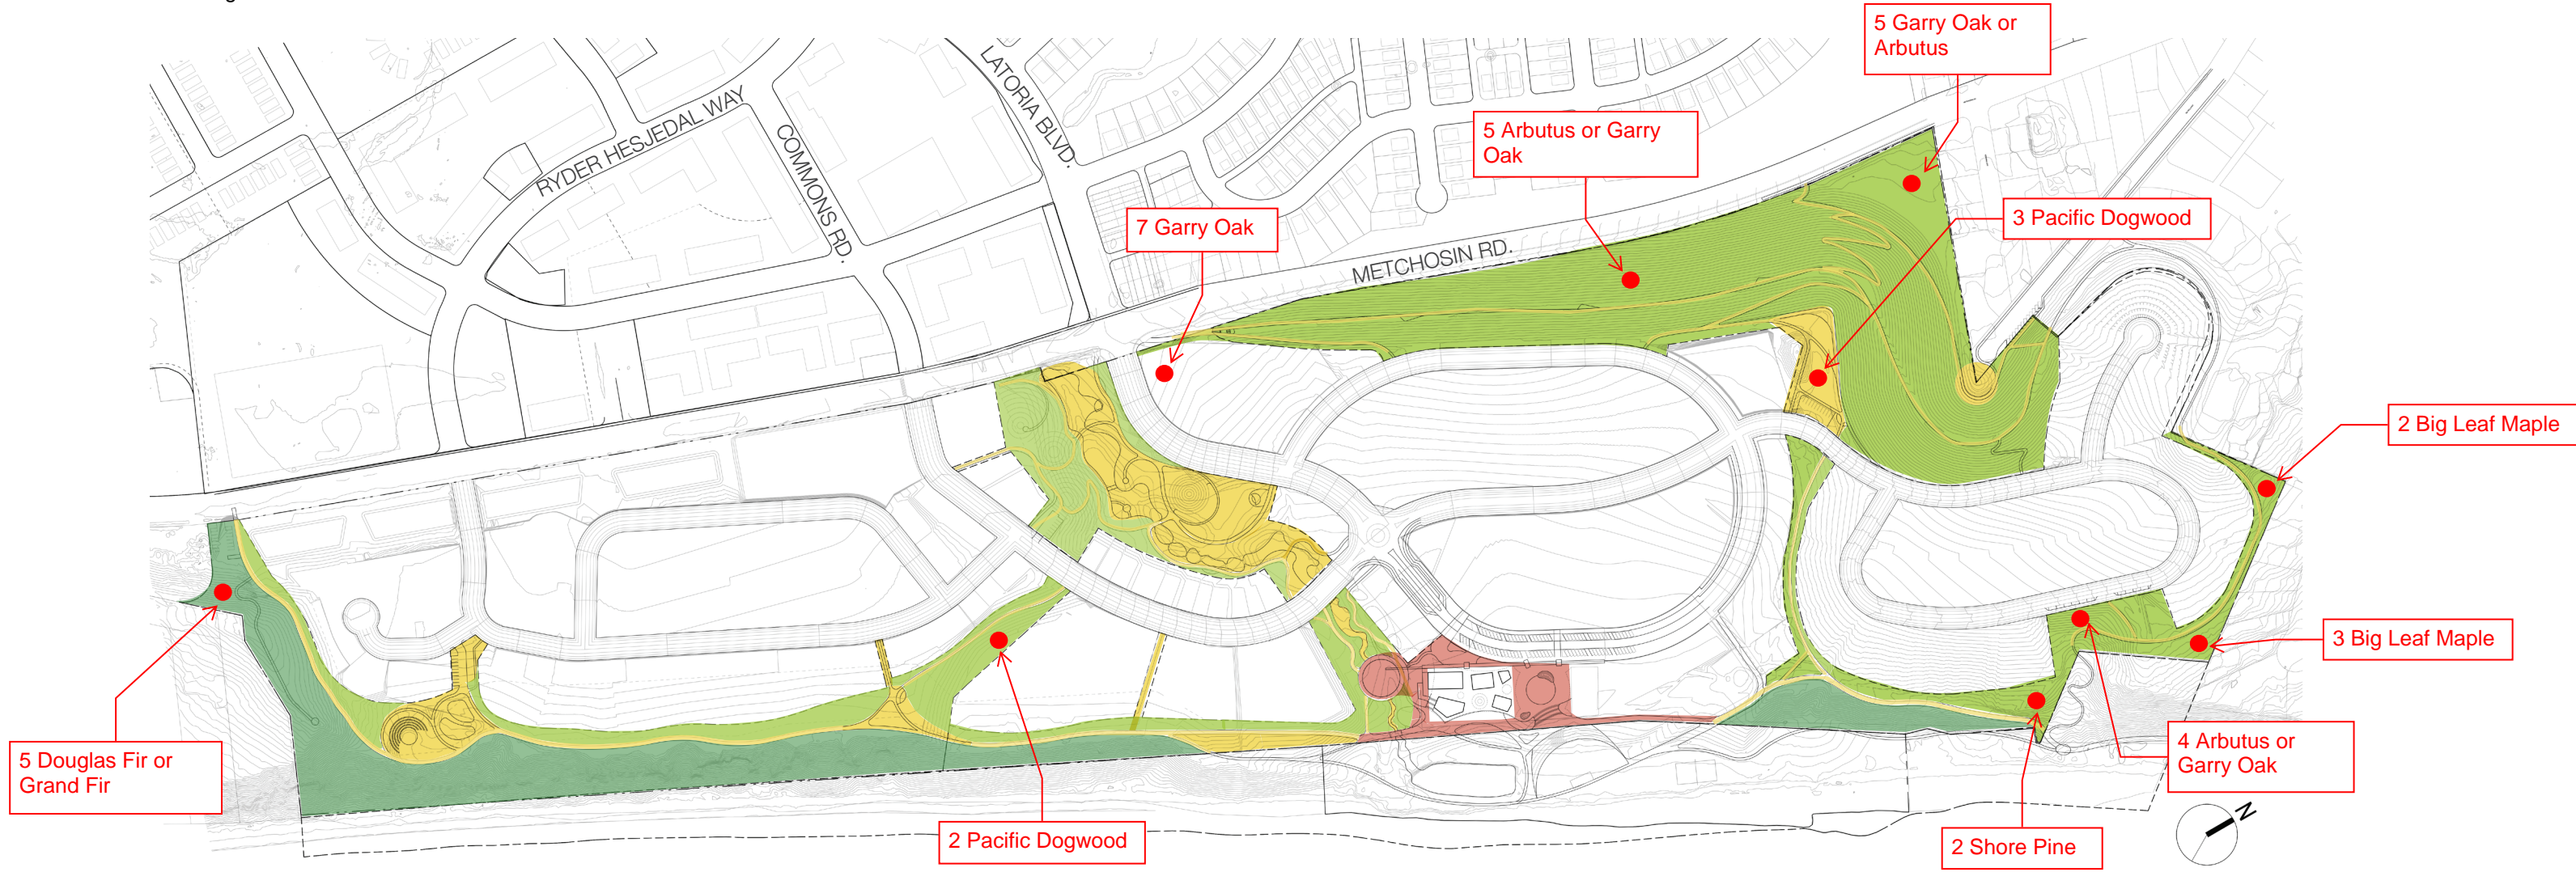 5 Garry Oak or
Arbutus
LATORIA BLVD.
RYDER HESJEDAL WAY
COMMONS RD.
5 Arbutus or Garry
Oak
7 Garry Oak
3 Pacific Dogwood
METCHOSIN RD.
2 Big Leaf Maple
3 Big Leaf Maple
5 Douglas Fir or
Grand Fir
4 Arbutus or
Garry Oak
2 Pacific Dogwood
2 Shore Pine
N